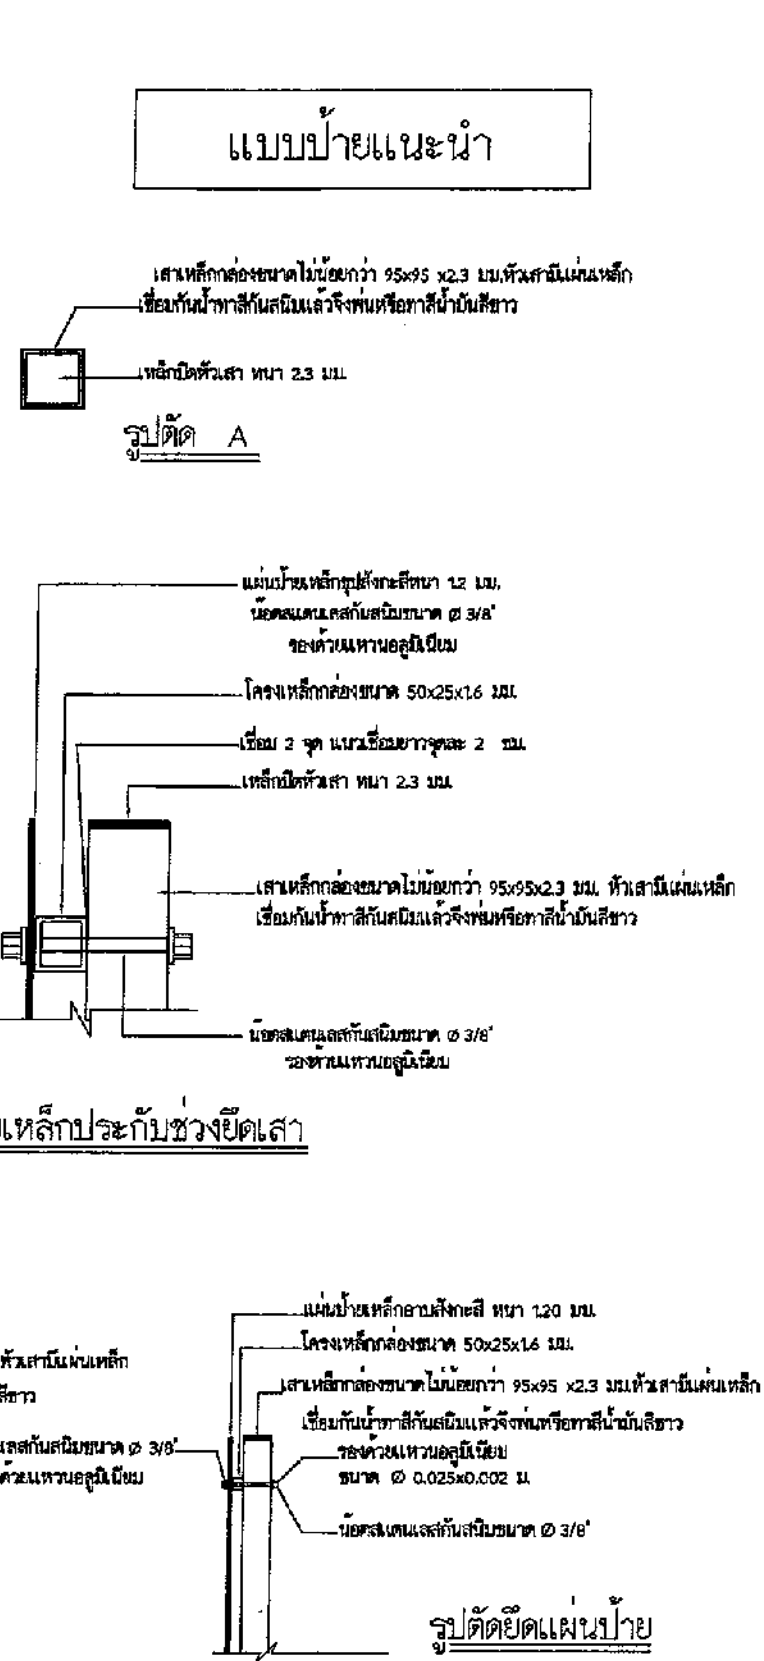 แบบป้ายแนะนำ
เสาเหล็กกล่องขนาดไม่น้อยกว่า 95x95 x2.3 มม.หัวเสามีแผ่นเหล็ก
เชื่อมกันน้ำทาสีกันสนิมแล้วจึงพ่นหรือทาสีน้ำมันสีขาว
เหล็กปิดหัวเสา หนา 2.3 มม.
รูปตัด A
แผ่นป้ายเหล็กชุปสังกะสีหนา 1.2 มม.
น๊อตสแตนเลสกันสนิมขนาด Ø 3/8"
รองด้วยแหวนอลูมิเนียม
โครงเหล็กกล่องขนาด 50x25x1.6 มม.
เชื่อม 2 จุด แนวเชื่อมยาวจุดละ 2 ซม.
เหล็กปิดหัวเสา หนา 2.3 มม.
เสาเหล็กกล่องขนาดไม่น้อยกว่า 95x95x2.3 มม. หัวเสามีแผ่นเหล็ก
เชื่อมกันน้ำทาสีกันสนิมแล้วจึงพ่นหรือทาสีน้ำมันสีขาว
น๊อตสแตนเลสกันสนิมขนาด Ø 3/8"
รองด้วยแหวนอลูมิเนียม
เหล็กประกับช่วงยึดเสา
แผ่นป้ายเหล็กอาบสังกะสี หนา 1.20 มม.
โครงเหล็กกล่องขนาด 50x25x1.6 มม.
หัวเสามีแผ่นเหล็ก
เสาเหล็กกล่องขนาดไม่น้อยกว่า 95x95 x2.3 มม.หัวเสามีแผ่นเหล็ก
สีขาว
เชื่อมกันน้ำทาสีกันสนิมแล้วจึงพ่นหรือทาสีน้ำมันสีขาว
เลสกันสนิมขนาด Ø 3/8"
รองด้วยแหวนอลูมิเนียม
ด้วยแหวนอลูมิเนียม
ขนาด Ø 0.025x0.002 ม.
น๊อตสแตนเลสกันสนิมขนาด Ø 3/8"
รูปตัดยึดแผ่นป้าย